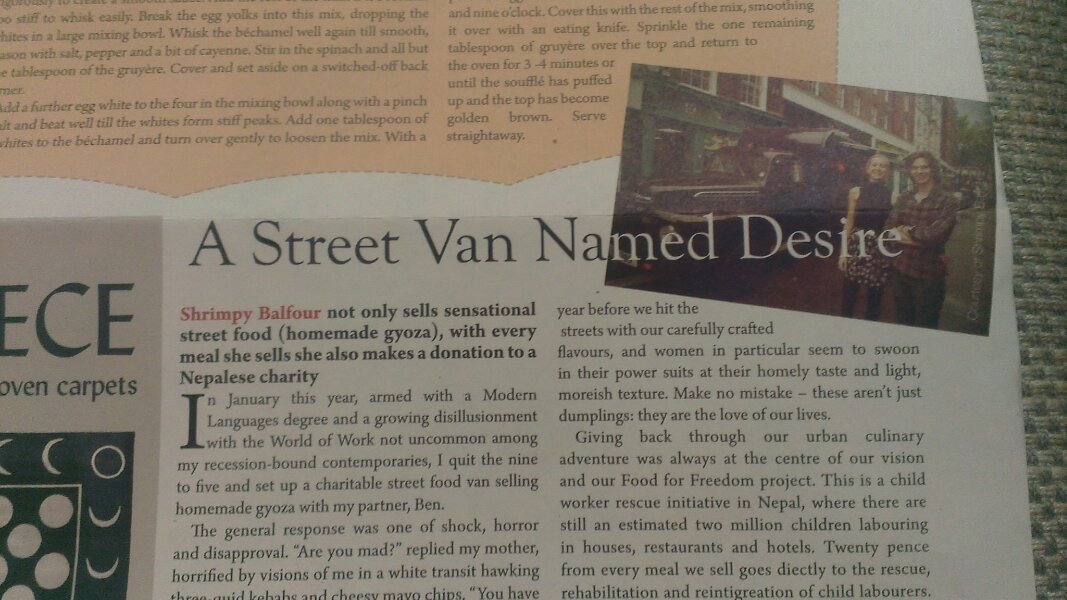 oo stiff to whisk easily. Break the egg yolks into this mix, dropping the
hites in a large mixing bowl. Whisk the béchamel well again till smooth,
ason with salt, pepper and a bit of cayenne. Stir in the spinach and all but
e tablespoon of the gruyère. Cover and set aside on a switched-off back
rner.
Add a further egg white to the four in the mixing bowl along with a pinch
alt and beat well till the whites form stiff peaks. Add one tablespoon of
whites to the béchamel and turn over gently to loosen the mix. With a
and nine o'clock. Cover this with the rest of the mix, smoothing
it over with an eating knife. Sprinkle the one remaining
tablespoon of gruyère over the top and return to
the oven for 3 -4 minutes or
until the soufflé has puffed
up and the top has become
golden brown. Serve
straightaway.
A Street Van Named Desire
ECE
oven carpets
Shrimpy Balfour not only sells sensational
street food (homemade gyoza), with every
meal she sells she also makes a donation to a
Nepalese charity
In January this year, armed with a Modern
Languages degree and a growing disillusionment
with the World of Work not uncommon among
my recession-bound contemporaries, I quit the nine
to five and set up a charitable street food van selling
homemade gyoza with my partner, Ben.
The general response was one of shock, horror
and disapproval. "Are you mad?" replied my mother,
horrified by visions of me in a white transit hawking
three-quid kebabs and cheesy mayo chips. "You have
year before we hit the
streets with our carefully crafted
flavours, and women in particular seem to swoon
in their power suits at their homely taste and light,
moreish texture. Make no mistake – these aren't just
dumplings: they are the love of our lives.
Giving back through our urban culinary
adventure was always at the centre of our vision
and our Food for Freedom project. This is a child
worker rescue initiative in Nepal, where there are
still an estimated two million children labouring
in houses, restaurants and hotels. Twenty pence
from every meal we sell goes diectly to the rescue,
rehabilitation and reintigreation of child labourers.